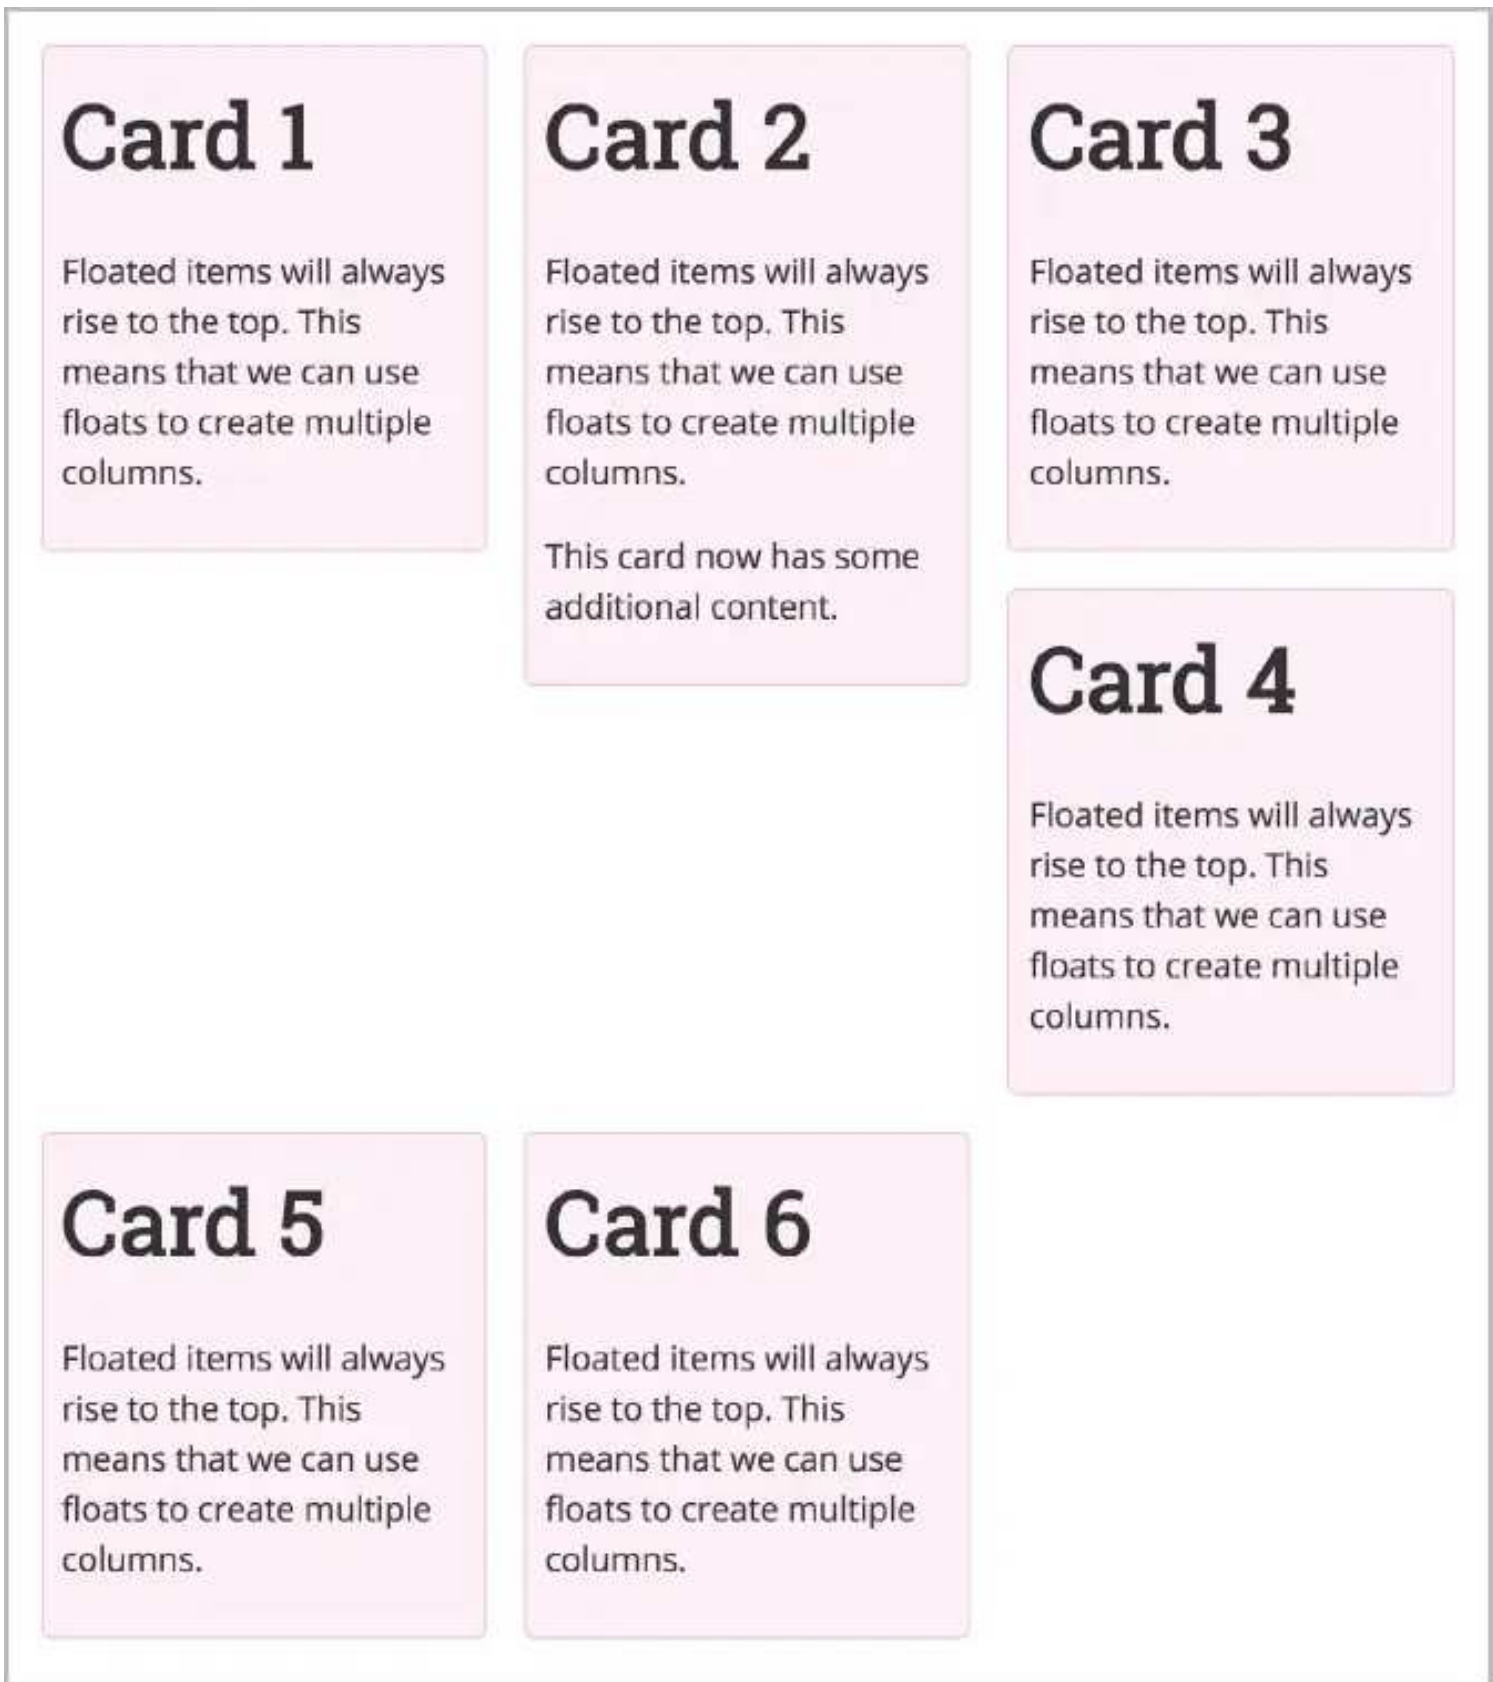 Card 1
Floated items will always
rise to the top. This
means that we can use
floats to create multiple
columns.
Card 2
Floated items will always
rise to the top. This
means that we can use
floats to create multiple
columns.
This card now has some
additional content.
Card 3
Floated items will always
rise to the top. This
means that we can use
floats to create multiple
columns.
Card 4
Floated items will always
rise to the top. This
means that we can use
floats to create multiple
columns.
Card 5
Floated items will always
rise to the top. This
means that we can use
floats to create multiple
columns.
Card 6
Floated items will always
rise to the top. This
means that we can use
floats to create multiple
columns.